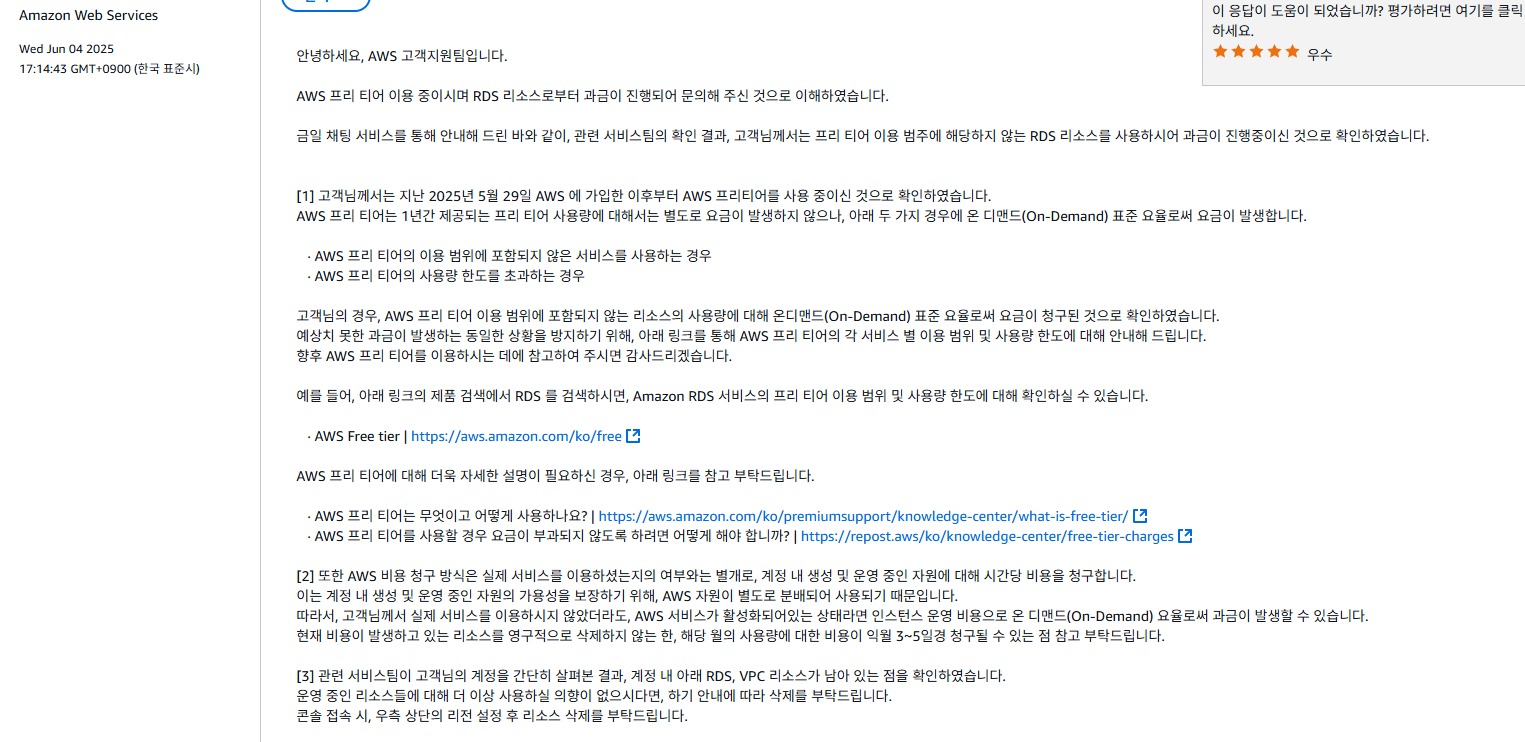 Amazon Web Services
Wed Jun 04 2025
17:14:43 GMT+0900 (한국 표준시)
이 응답이 도움이 되었습니까? 평가하려면 여기를 클릭
하세요.
우수
안녕하세요, AWS 고객지원팀입니다.
AWS 프리 티어 이용 중이시며 RDS 리소스로부터 과금이 진행되어 문의해 주신 것으로 이해하였습니다.
금일 채팅 서비스를 통해 안내해 드린 바와 같이, 관련 서비스팀의 확인 결과, 고객님께서는 프리 티어 이용 범주에 해당하지 않는 RDS 리소스를 사용하시어 과금이 진행중이신 것으로 확인하였습니다.
[1] 고객님께서는 지난 2025년 5월 29일 AWS 에 가입한 이후부터 AWS 프리티어를 사용 중이신 것으로 확인하였습니다.
AWS 프리 티어는 1년간 제공되는 프리 티어 사용량에 대해서는 별도로 요금이 발생하지 않으나, 아래 두 가지 경우에 온 디맨드(On-Demand) 표준 요율로써 요금이 발생합니다.
· AWS 프리 티어의 이용 범위에 포함되지 않은 서비스를 사용하는 경우
· AWS 프리 티어의 사용량 한도를 초과하는 경우
고객님의 경우, AWS 프리 티어 이용 범위에 포함되지 않는 리소스의 사용량에 대해 온디맨드(On-Demand) 표준 요율로써 요금이 청구된 것으로 확인하였습니다.
예상치 못한 과금이 발생하는 동일한 상황을 방지하기 위해, 아래 링크를 통해 AWS 프리 티어의 각 서비스 별 이용 범위 및 사용량 한도에 대해 안내해 드립니다.
향후 AWS 프리 티어를 이용하시는 데에 참고하여 주시면 감사드리겠습니다.
예를 들어, 아래 링크의 제품 검색에서 RDS 를 검색하시면, Amazon RDS 서비스의 프리 티어 이용 범위 및 사용량 한도에 대해 확인하실 수 있습니다.
· AWS Free tier | https://aws.amazon.com/ko/free
AWS 프리 티어에 대해 더욱 자세한 설명이 필요하신 경우, 아래 링크를 참고 부탁드립니다.
· AWS 프리 티어는 무엇이고 어떻게 사용하나요? | https://aws.amazon.com/ko/premiumsupport/knowledge-center/what-is-free-tier/
· AWS 프리 티어를 사용할 경우 요금이 부과되지 않도록 하려면 어떻게 해야 합니까? | https://repost.aws/ko/knowledge-center/free-tier-charges
[2] 또한 AWS 비용 청구 방식은 실제 서비스를 이용하셨는지의 여부와는 별개로, 계정 내 생성 및 운영 중인 자원에 대해 시간당 비용을 청구합니다.
이는 계정 내 생성 및 운영 중인 자원의 가용성을 보장하기 위해, AWS 자원이 별도로 분배되어 사용되기 때문입니다.
따라서, 고객님께서 실제 서비스를 이용하시지 않았더라도, AWS 서비스가 활성화되어있는 상태라면 인스턴스 운영 비용으로 온 디맨드(On-Demand) 요율로써 과금이 발생할 수 있습니다.
현재 비용이 발생하고 있는 리소스를 영구적으로 삭제하지 않는 한, 해당 월의 사용량에 대한 비용이 익월 3~5일경 청구될 수 있는 점 참고 부탁드립니다.
[3] 관련 서비스팀이 고객님의 계정을 간단히 살펴본 결과, 계정 내 아래 RDS, VPC 리소스가 남아 있는 점을 확인하였습니다.
운영 중인 리소스들에 대해 더 이상 사용하실 의향이 없으시다면, 하기 안내에 따라 삭제를 부탁드립니다.
콘솔 접속 시, 우측 상단의 리전 설정 후 리소스 삭제를 부탁드립니다.